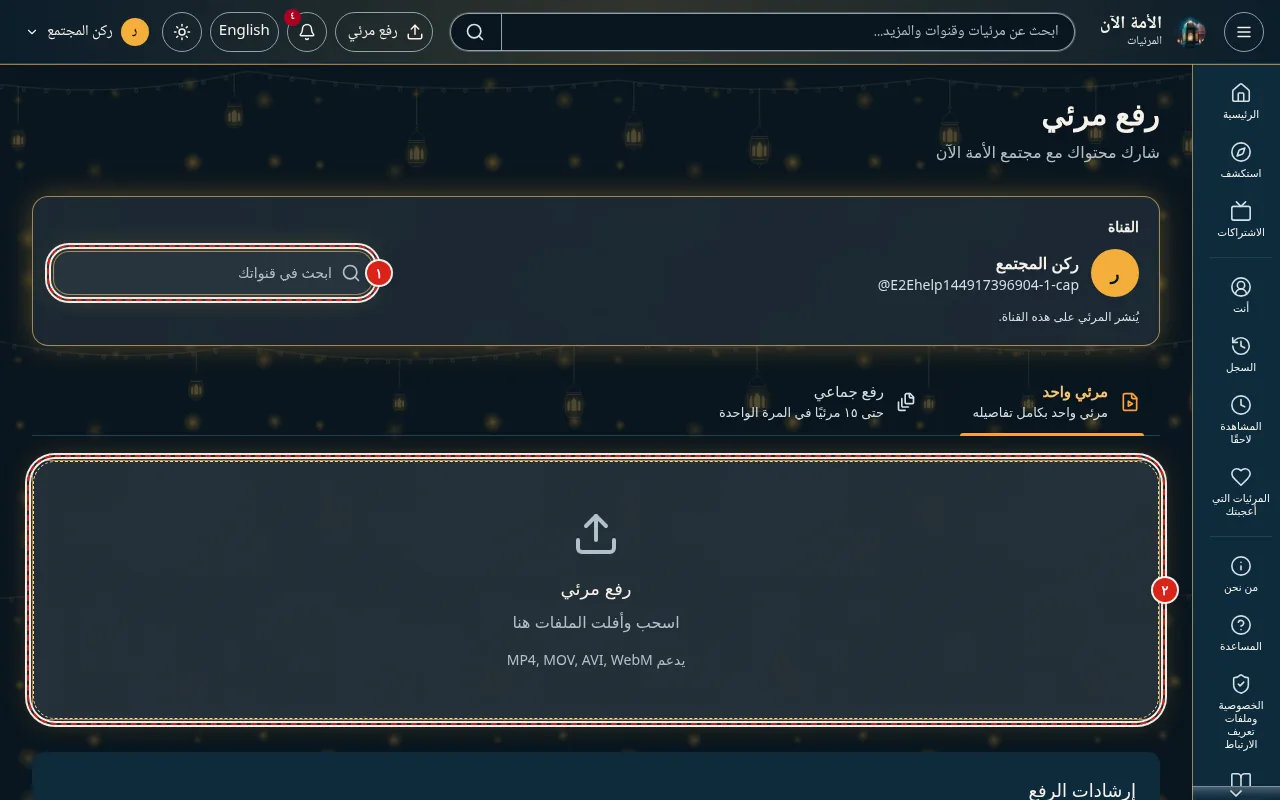 الأمة الآن
المرئيات
ابحث عن مرئيات وقنوات والمزيد...
رفع مرئي
٤
English
ر
ركن المجتمع
الرئيسية
استكشف
الاشتراكات
أنت
السجل
المشاهدة
لاحقًا
المرئيات التي
أعجبتك
من نحن
المساعدة
الخصوصية
وملفات
تعريف
الارتباط
رفع مرئي
شارك محتواك مع مجتمع الأمة الآن
القناة
ر
ركن المجتمع
@E2Ehelp144917396904-1-cap
يُنشر المرئي على هذه القناة.
١
ابحث في قنواتك
مرئي واحد
مرئي واحد بكامل تفاصيله
رفع جماعي
حتى ١٥ مرئيًا في المرة الواحدة
٢
رفع مرئي
اسحب وأفلت الملفات هنا
يدعم MP4, MOV, AVI, WebM
إرشادات الرفع